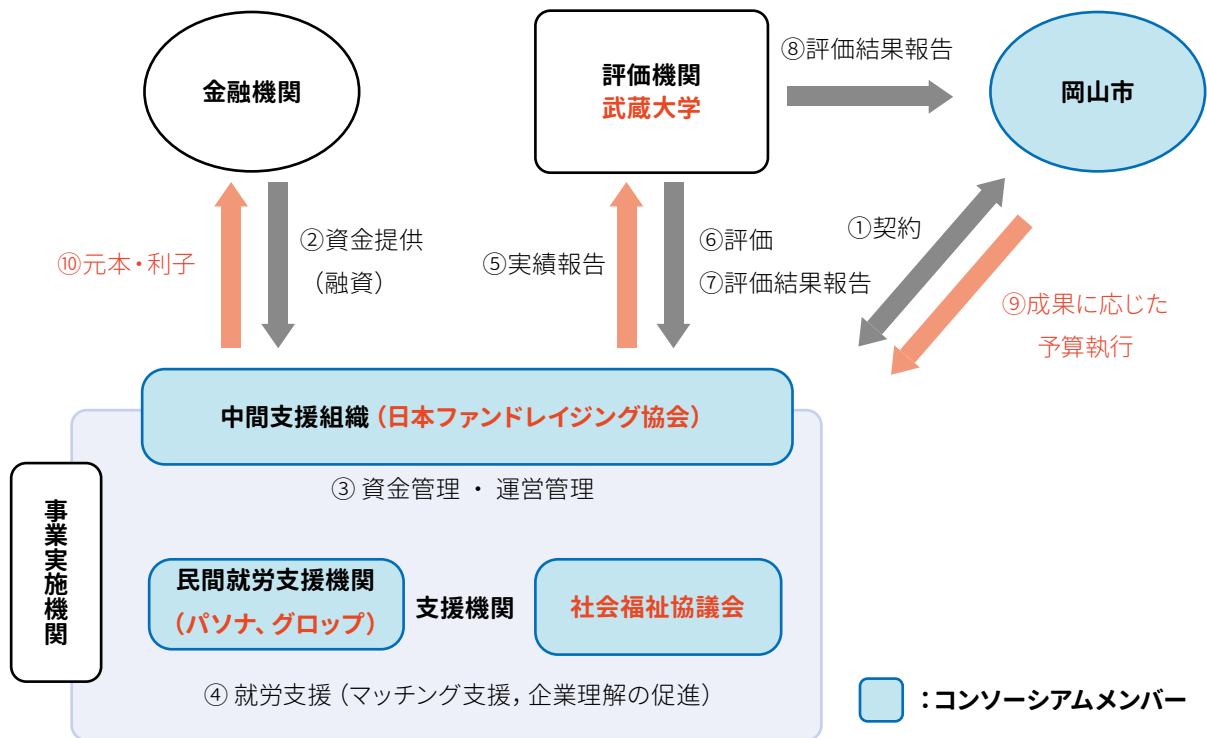 金融機関
評価機関
武蔵大学
⑧評価結果報告
岡山市
⑩元本・利子
②資金提供
（融資）
⑤実績報告
⑥評価
⑦評価結果報告
①契約
⑨成果に応じた
予算執行
中間支援組織（日本ファンドレイジング協会）
③ 資金管理 ・ 運営管理
事業実施機関
民間就労支援機関
（パソナ、グロップ）
支援機関
社会福祉協議会
④ 就労支援（マッチング支援，企業理解の促進）
：コンソーシアムメンバー